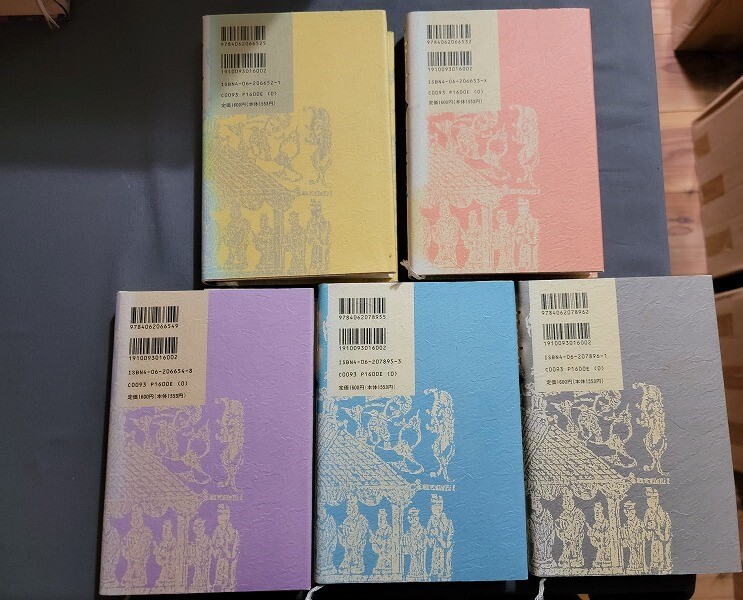 9784062066525
1910093016002
ISBN4-06-206652-1
C0093 P1600E (0)
定価1600円(本体1553円)
9784062066532
1910093016002
ISBN4-06-206653-X
C0093 P1600E (0)
定価1600円(本体1553円)
9784062066549
1910093016002
ISBN4-06-206654-8
C0093 P1600E (0)
定価1600円(本体1553円)
9784062078955
1910093016002
ISBN4-06-207895-3
C0093 P1600E (0)
定価1600円(本体1553円)
9784062078962
1910093016002
ISBN4-06-207896-1
C0093 P1600E (0)
定価1600円(本体1553円)